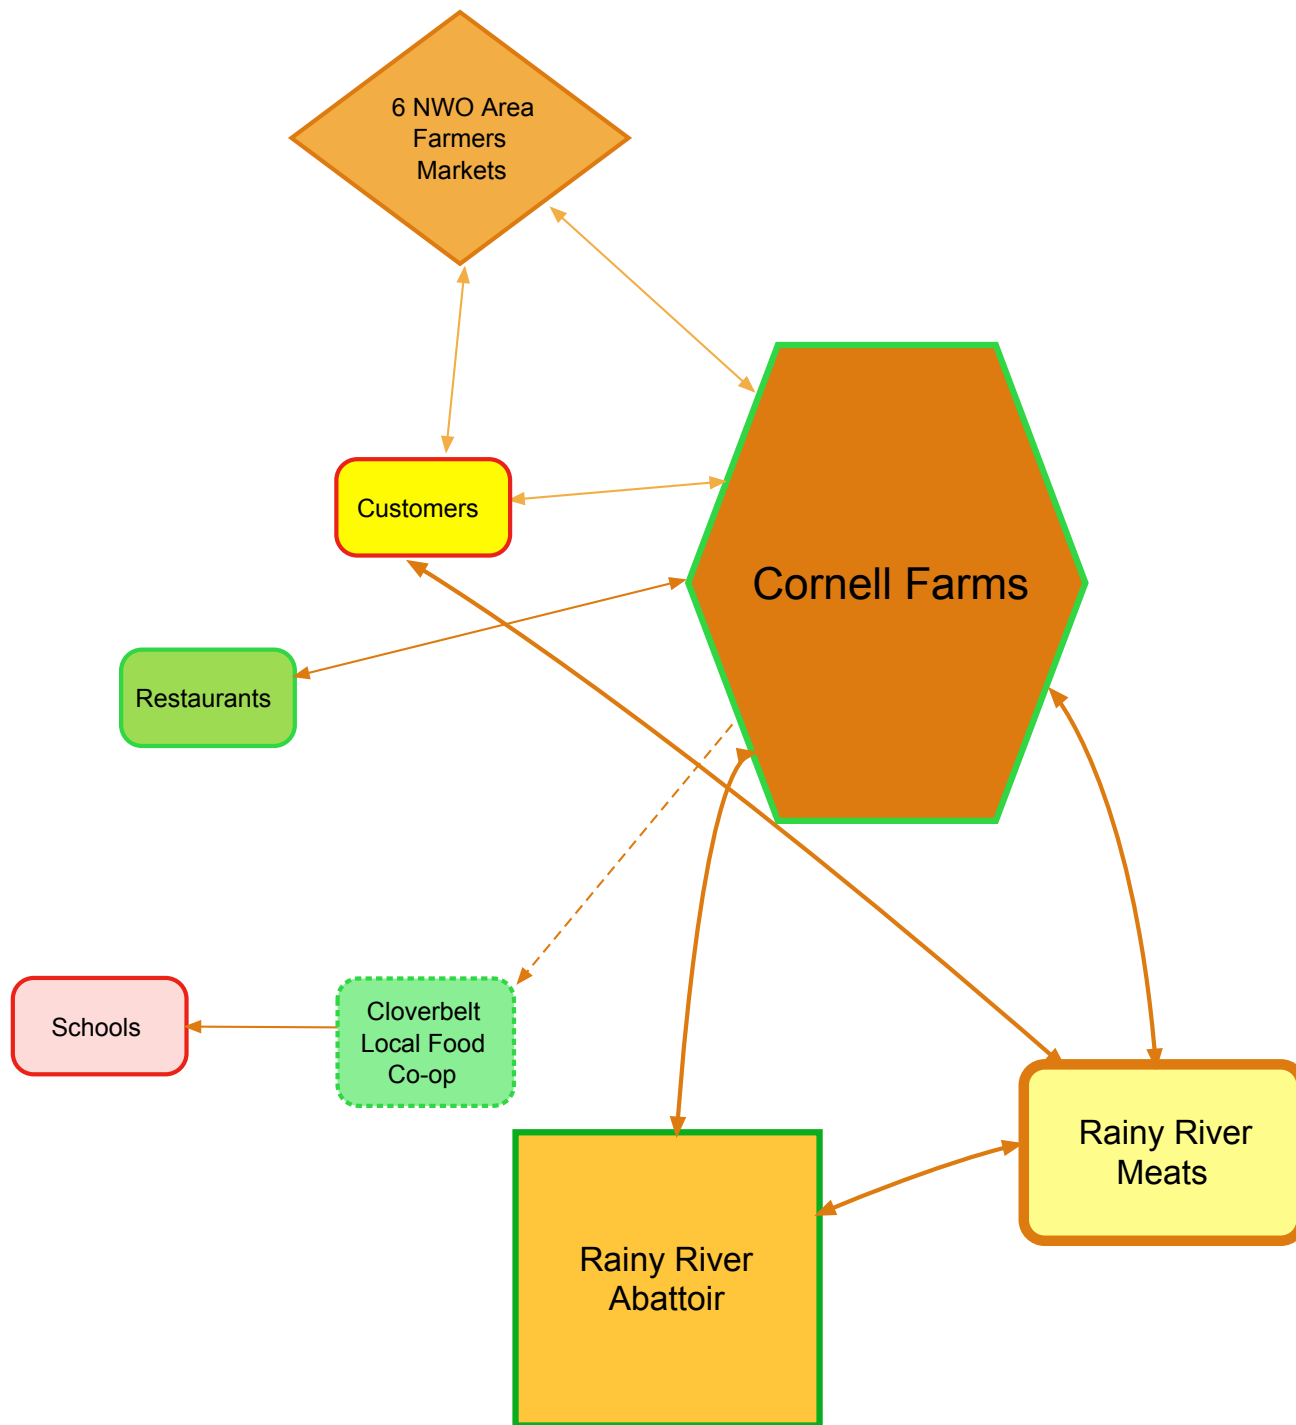 6 NWO Area
Farmers
Markets
Customers
Cornell Farms
Restaurants
Schools
Cloverbelt
Local Food
Co-op
Rainy River
Meats
Rainy River
Abattoir